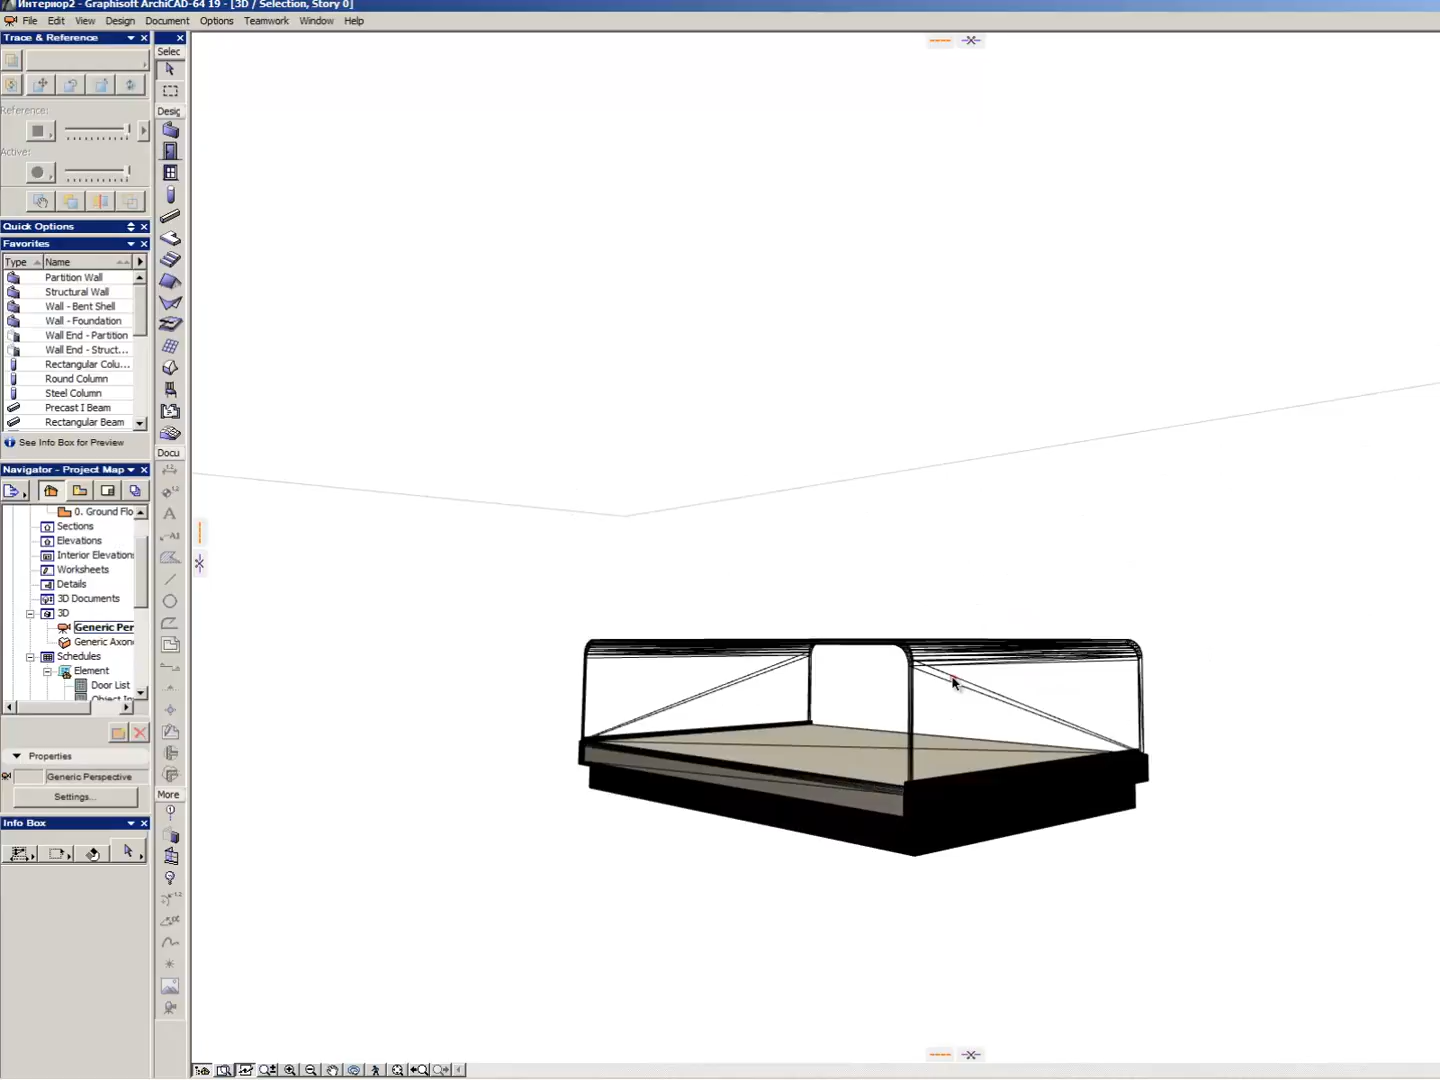 Интериор2 - Graphisoft ArchiCAD-64 19 - [3D / Selection, Story 0]
File Edit View Design Document Options Teamwork Window Help
Trace & Reference
Selec
Reference:
Desig
Active:
Quick Options
Favorites
Type Name
Partition Wall
Structural Wall
Wall - Bent Shell
Wall - Foundation
Wall End - Partition
Wall End - Struct...
Rectangular Colu...
Round Column
Steel Column
Precast I Beam
Rectangular Beam
See Info Box for Preview
Docu
Navigator - Project Map
0. Ground Flo
Sections
Elevations
Interior Elevation
Worksheets
Details
3D Documents
3D
Generic Per
Generic Axon
Schedules
Element
Door List
Properties
Generic Perspective
Settings...
More
Info Box